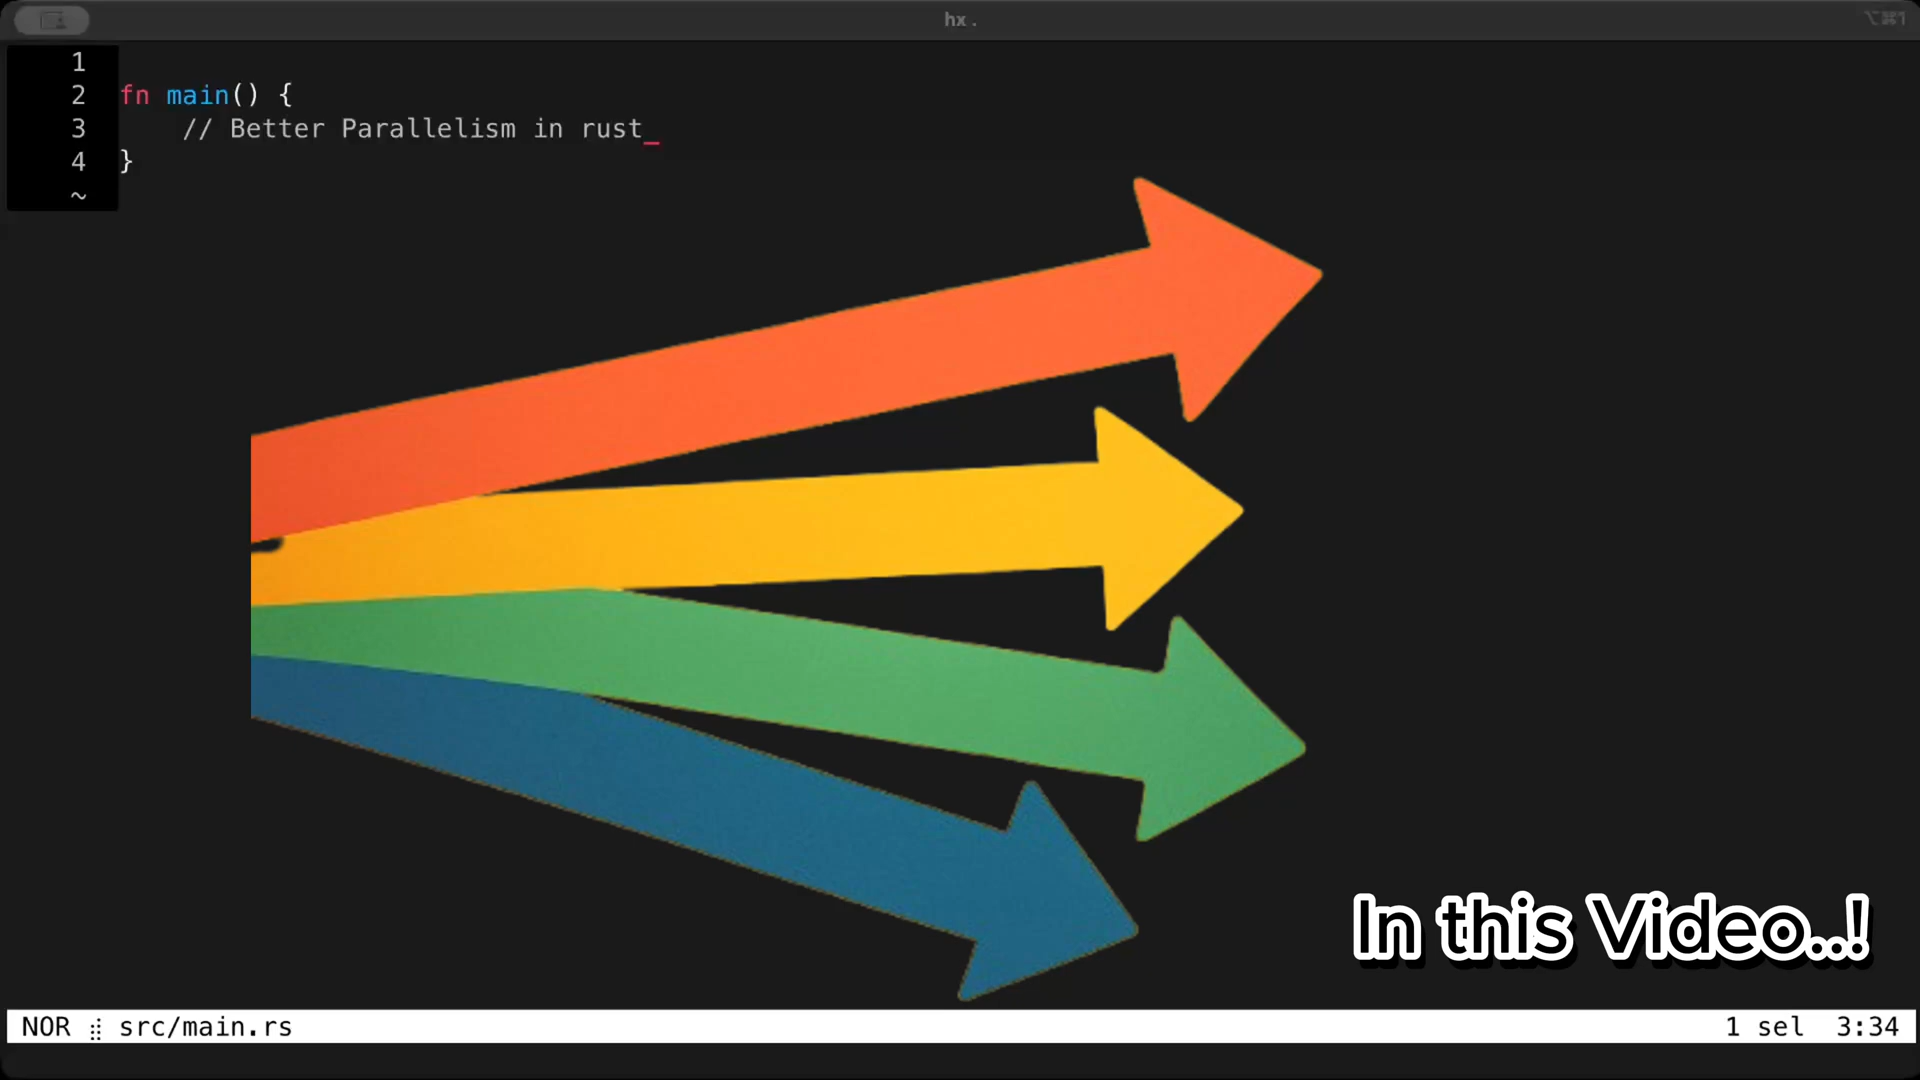 hx .
⌥⌘1
1
2 fn main() {
3 // Better Parallelism in rust_
4 }
~
In this Video..!
NOR ⣾ src/main.rs 1 sel 3:34